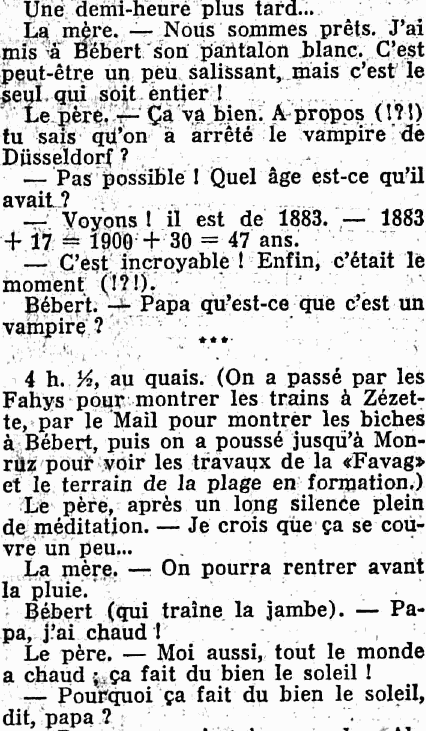 Une demi-heure plus tard...
La mère. — Nous sommes prêts. J'ai
mis à Bébert son pantalon blanc. C'est
peut-être un peu salissant, mais c'est le
seul qui soit entier !
Le père. — Ça va bien. A propos (!?!)
tu sais qu'on a arrêté le vampire de
Düsseldorf ?
— Pas possible ! Quel âge est-ce qu'il
avait ?
— Voyons ! il est de 1883. — 1883
+ 17 = 1900 + 30 = 47 ans.
— C'est incroyable ! Enfin, c'était le
moment (!?!).
Bébert. — Papa qu'est-ce que c'est un
vampire ?
***
4 h. ½, au quais. (On a passé par les
Fahys pour montrer les trains à Zézet-
te, par le Mail pour montrer les biches
à Bébert, puis on a poussé jusqu'à Mon-
ruz pour voir les travaux de la «Favag»
et le terrain de la plage en formation.)
Le père, après un long silence plein
de méditation. — Je crois que ça se cou-
vre un peu...
La mère. — On pourra rentrer avant
la pluie.
Bébert (qui traîne la jambe). — Pa-
pa, j'ai chaud !
Le père. — Moi aussi, tout le monde
a chaud ; ça fait du bien le soleil !
— Pourquoi ça fait du bien le soleil,
dit, papa ?